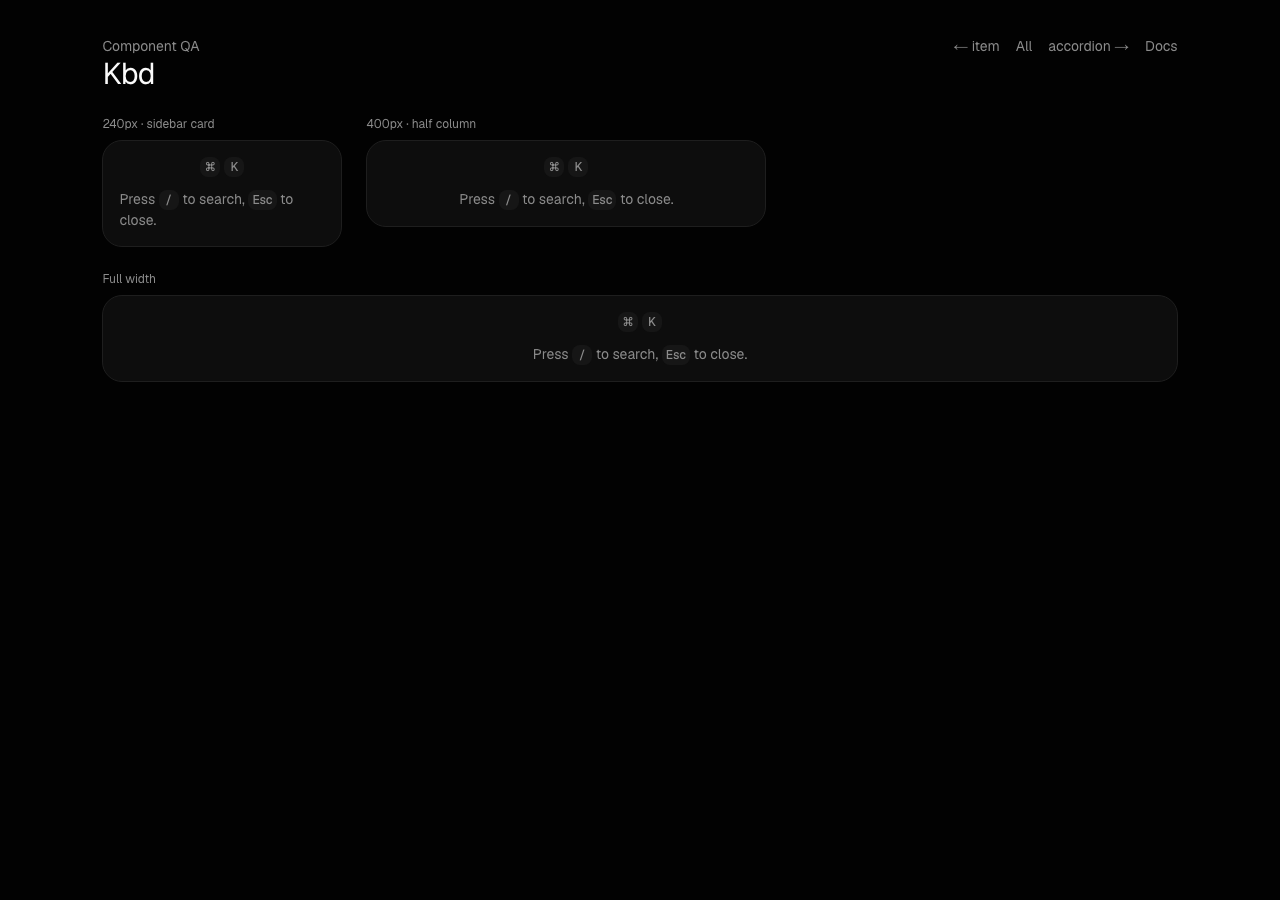 Component QA
← item All accordion → Docs
Kbd
240px · sidebar card
⌘ K
Press / to search, Esc to
close.
400px · half column
⌘ K
Press / to search, Esc to close.
Full width
⌘ K
Press / to search, Esc to close.